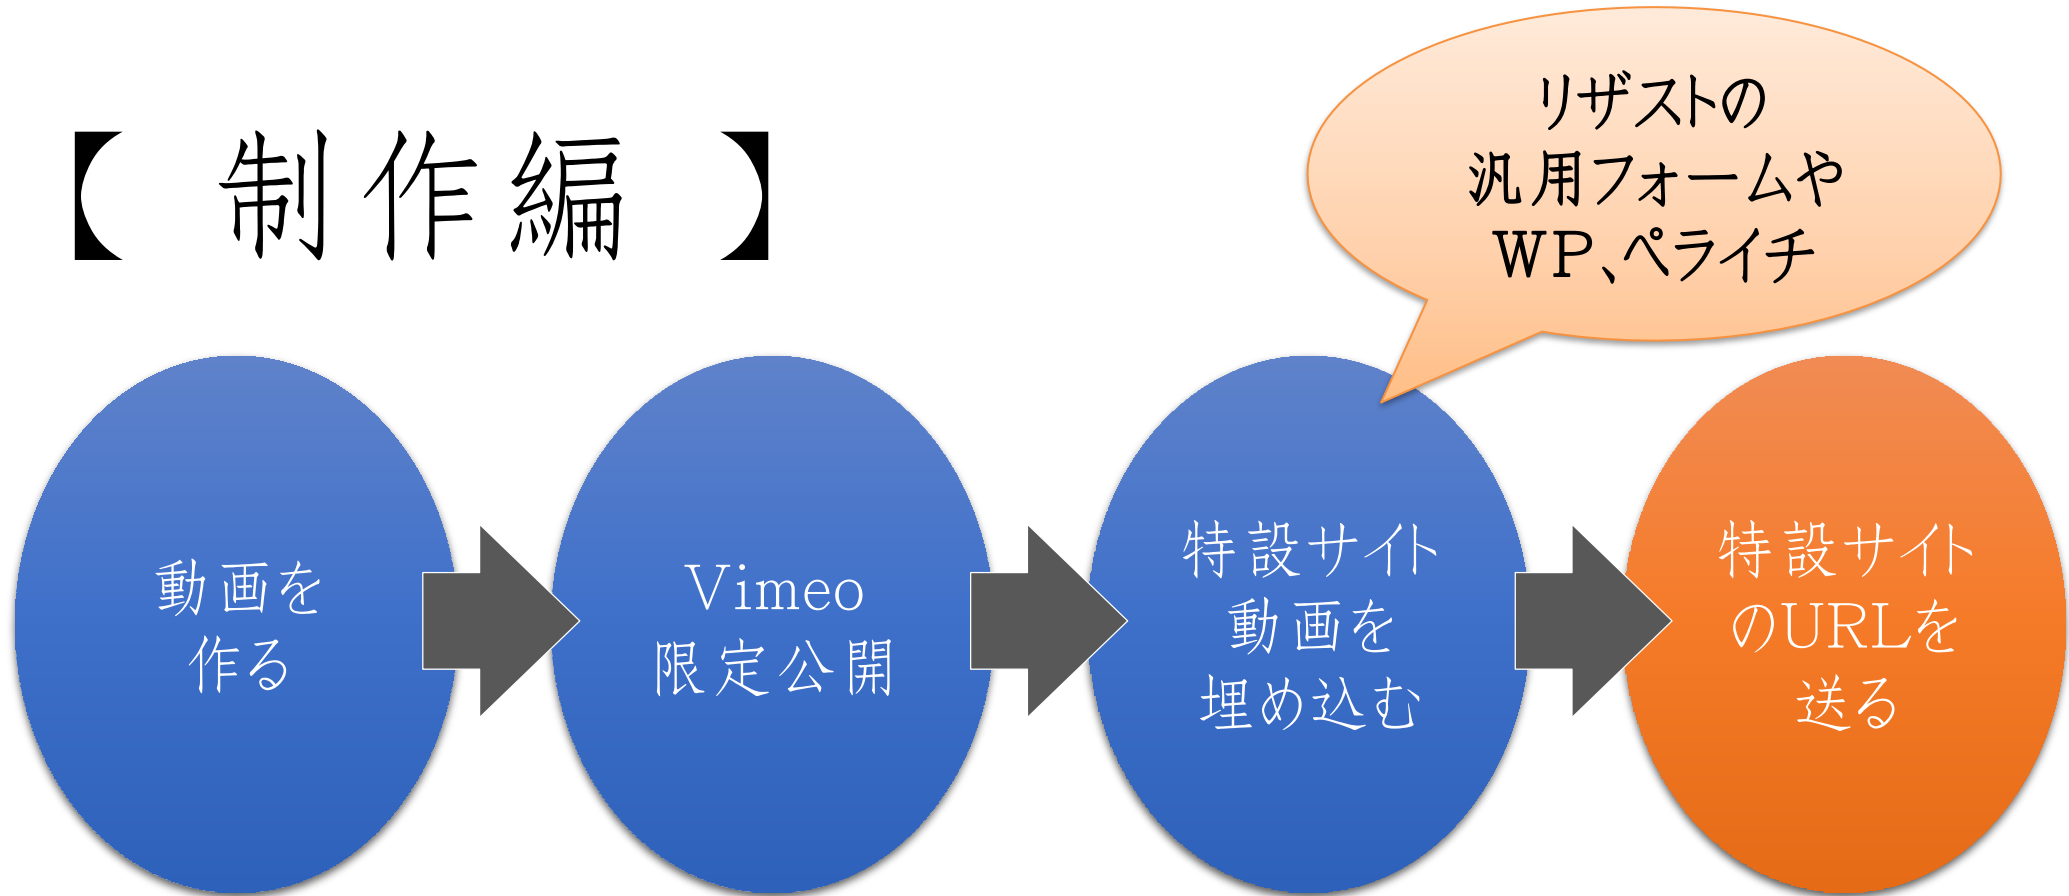 【 制作編 】
リザストの
汎用フォームや
WP、ペライチ
動画を
作る
Vimeo
限定公開
特設サイト
動画を
埋め込む
特設サイト
のURLを
送る